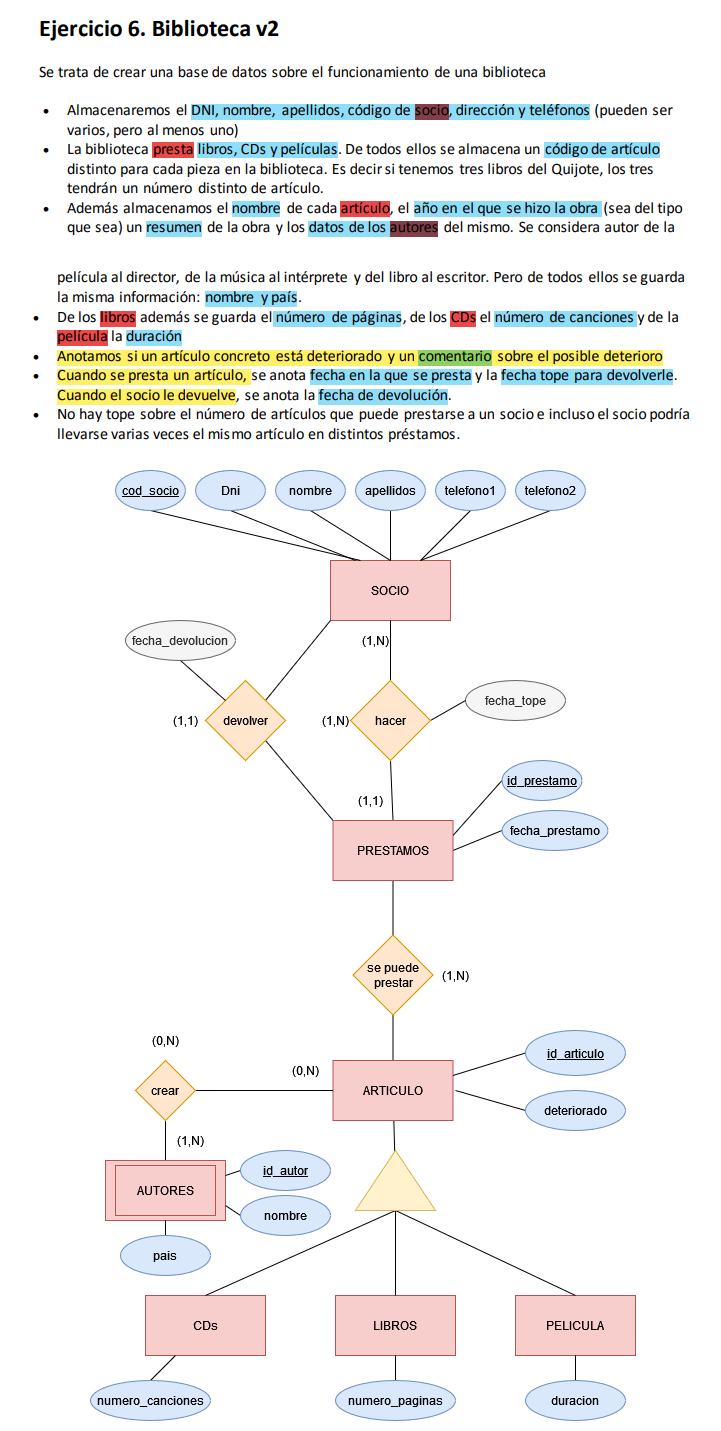 Ejercicio 6. Biblioteca v2
Se trata de crear una base de datos sobre el funcionamiento de una biblioteca
• Almacenaremos el DNI, nombre, apellidos, código de socio, dirección y teléfonos (pueden ser
varios, pero al menos uno)
• La biblioteca presta libros, CDs y películas. De todos ellos se almacena un código de artículo
distinto para cada pieza en la biblioteca. Es decir si tenemos tres libros del Quijote, los tres
tendrán un número distinto de artículo.
• Además almacenamos el nombre de cada artículo, el año en el que se hizo la obra (sea del tipo
que sea) un resumen de la obra y los datos de los autores del mismo. Se considera autor de la
película al director, de la música al intérprete y del libro al escritor. Pero de todos ellos se guarda
la misma información: nombre y país.
• De los libros además se guarda el número de páginas, de los CDs el número de canciones y de la
película la duración
• Anotamos si un artículo concreto está deteriorado y un comentario sobre el posible deterioro
• Cuando se presta un artículo, se anota fecha en la que se presta y la fecha tope para devolverle.
Cuando el socio le devuelve, se anota la fecha de devolución.
• No hay tope sobre el número de artículos que puede prestarse a un socio e incluso el socio podría
llevarse varias veces el mismo artículo en distintos préstamos.
cod_socio
Dni
nombre
apellidos
telefono1
telefono2
SOCIO
fecha_devolucion
(1,N)
devolver
(1,1)
(1,N)
hacer
fecha_tope
(1,1)
id_prestamo
fecha_prestamo
PRESTAMOS
se puede
prestar
(1,N)
(0,N)
(0,N)
crear
ARTICULO
id_articulo
deteriorado
(1,N)
AUTORES
id_autor
nombre
pais
CDs
LIBROS
PELICULA
numero_canciones
numero_paginas
duracion